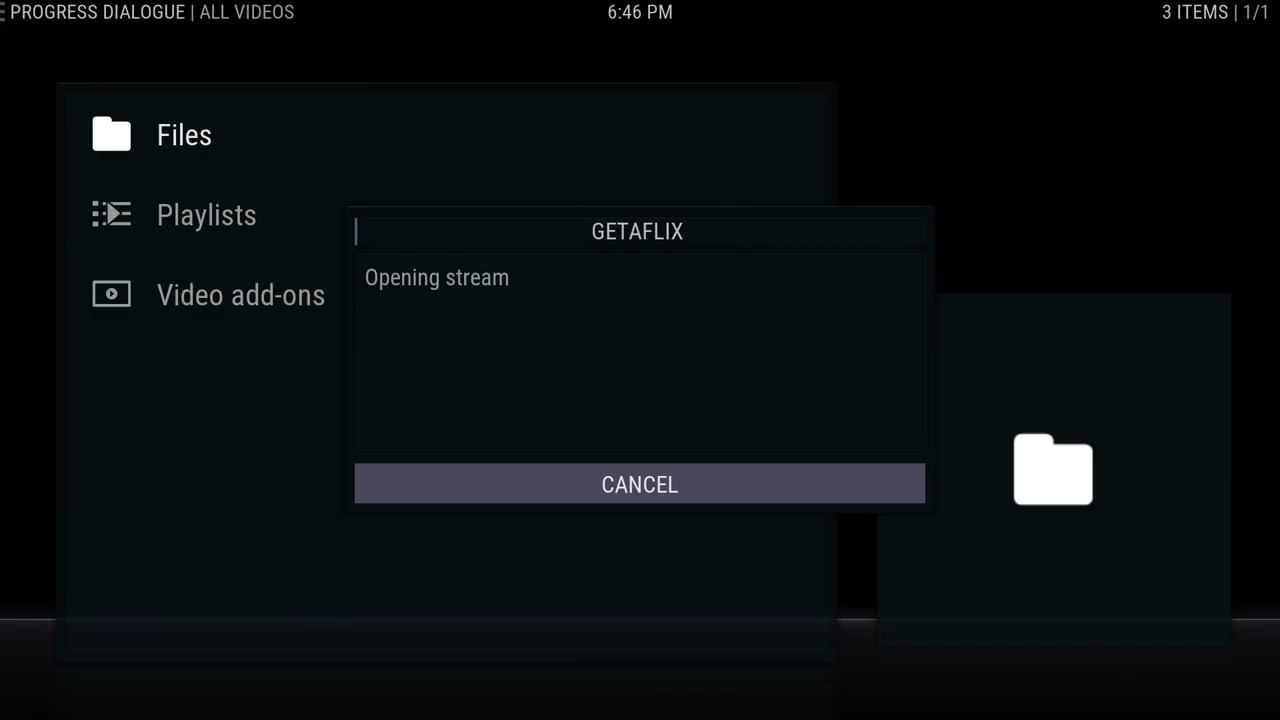 PROGRESS DIALOGUE | ALL VIDEOS
6:46 PM
3 ITEMS | 1/1
Files
Playlists
Video add-ons
GETAFLIX
Opening stream
CANCEL